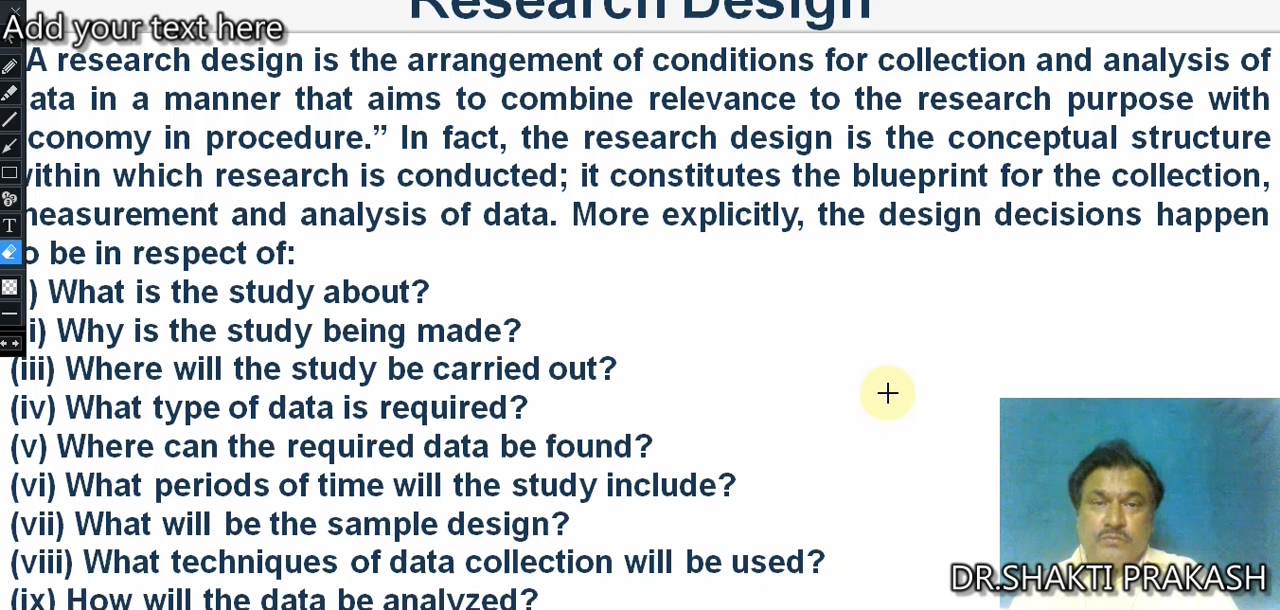 Research Design
Add your text here
A research design is the arrangement of conditions for collection and analysis of
ata in a manner that aims to combine relevance to the research purpose with
conomy in procedure.” In fact, the research design is the conceptual structure
ithin which research is conducted; it constitutes the blueprint for the collection,
measurement and analysis of data. More explicitly, the design decisions happen
o be in respect of:
) What is the study about?
i) Why is the study being made?
(iii) Where will the study be carried out?
(iv) What type of data is required?
(v) Where can the required data be found?
(vi) What periods of time will the study include?
(vii) What will be the sample design?
(viii) What techniques of data collection will be used?
(ix) How will the data be analyzed?
DR.SHAKTI PRAKASH